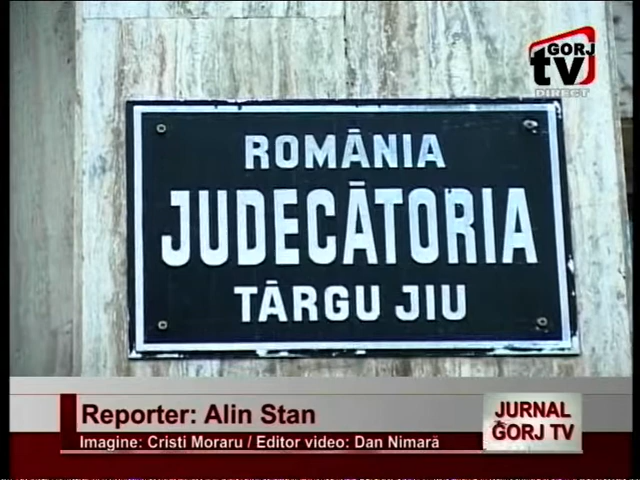 GORJ
tv
DIRECT
ROMÂNIA
JUDECĂTORIA
TÂRGU JIU
Reporter: Alin Stan
Imagine: Cristi Moraru / Editor video: Dan Nimară
JURNAL
GORJ TV